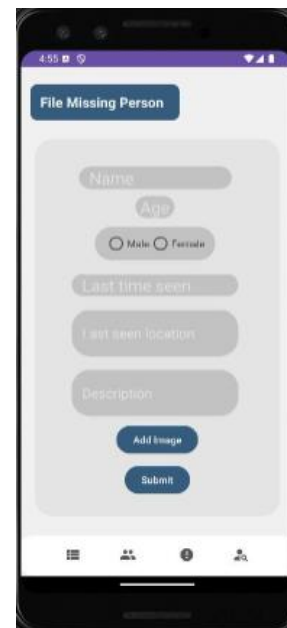 4:55
File Missing Person
Name
Age
Male Female
Last time seen
Last seen location
Description
Add Image
Submit